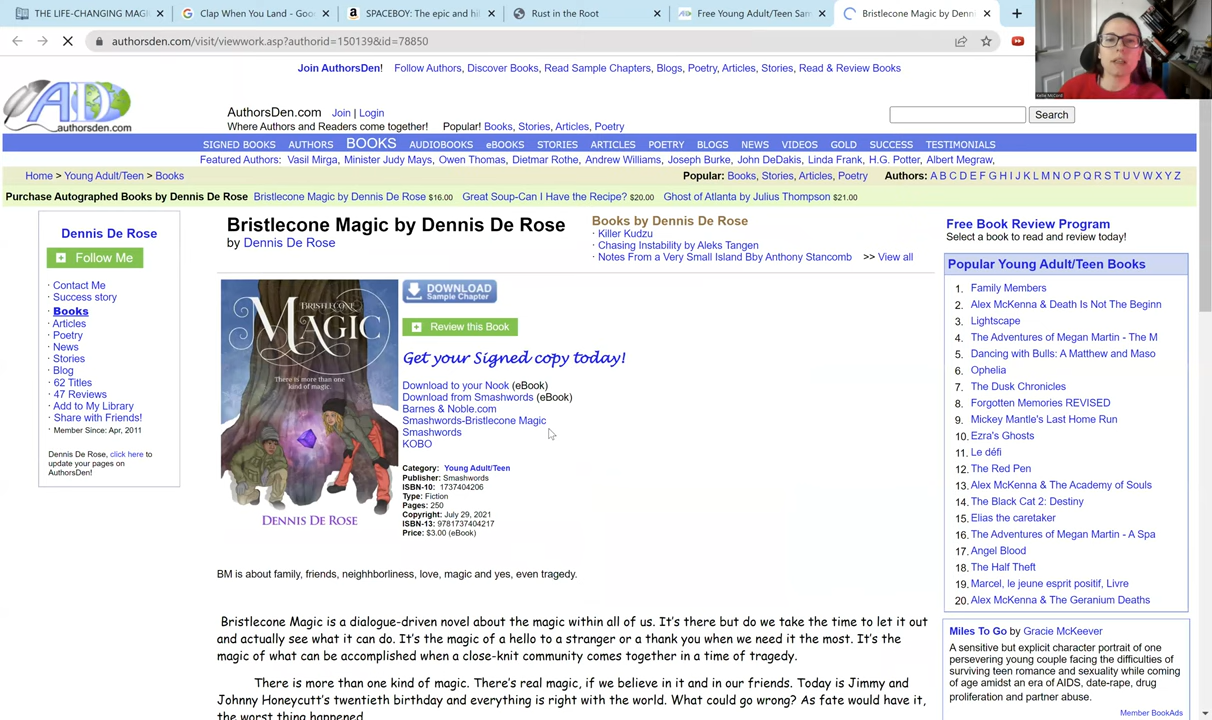 THE LIFE-CHANGING MAGI
Clap When You Land - Goo
SPACEBOY: The epic and hi
Rust in the Root
Free Young Adult/Teen Sam
Bristlecone Magic by Denni
authorsden.com/visit/viewwork.asp?authorid=150139&id=78850
Join AuthorsDen! Follow Authors, Discover Books, Read Sample Chapters, Blogs, Poetry, Articles, Stories, Read & Review Books
AD
authorsden.com
AuthorsDen.com Join | Login
Where Authors and Readers come together! Popular! Books, Stories, Articles, Poetry
Search
SIGNED BOOKS AUTHORS BOOKS AUDIOBOOKS eBOOKS STORIES ARTICLES POETRY BLOGS NEWS VIDEOS GOLD SUCCESS TESTIMONIALS
Featured Authors: Vasil Mirga, Minister Judy Mays, Owen Thomas, Dietmar Rothe, Andrew Williams, Joseph Burke, John DeDakis, Linda Frank, H.G. Potter, Albert Megraw,
Home > Young Adult/Teen > Books
Popular: Books, Stories, Articles, Poetry Authors: A B C D E F G H I J K L M N O P Q R S T U V W X Y Z
Purchase Autographed Books by Dennis De Rose Bristlecone Magic by Dennis De Rose $16.00 Great Soup-Can I Have the Recipe? $20.00 Ghost of Atlanta by Julius Thompson $21.00
Dennis De Rose
Follow Me
· Contact Me
· Success story
· Books
· Articles
· Poetry
· News
· Stories
· Blog
· 62 Titles
· 47 Reviews
· Add to My Library
· Share with Friends!
· Member Since: Apr, 2011
Dennis De Rose, click here to
update your pages on
AuthorsDen!
Bristlecone Magic by Dennis De Rose
by Dennis De Rose
Books by Dennis De Rose
· Killer Kudzu
· Chasing Instability by Aleks Tangen
· Notes From a Very Small Island Bby Anthony Stancomb >> View all
BRISTLECONE
MAGIC
There is more than one
kind of magic.
DENNIS DE ROSE
DOWNLOAD
Sample Chapter
Review this Book
Get your Signed copy today!
Download to your Nook (eBook)
Download from Smashwords (eBook)
Barnes & Noble.com
Smashwords-Bristlecone Magic
Smashwords
KOBO
Category: Young Adult/Teen
Publisher: Smashwords
ISBN-10: 1737404206
Type: Fiction
Pages: 250
Copyright: July 29, 2021
ISBN-13: 9781737404217
Price: $3.00 (eBook)
BM is about family, friends, neighhborliness, love, magic and yes, even tragedy.
Bristlecone Magic is a dialogue-driven novel about the magic within all of us. It's there but do we take the time to let it out
and actually see what it can do. It's the magic of a hello to a stranger or a thank you when we need it the most. It's the
magic of what can be accomplished when a close-knit community comes together in a time of tragedy.
There is more than one kind of magic. There's real magic, if we believe in it and in our friends. Today is Jimmy and
Johnny Honeycutt's twentieth birthday and everything is right with the world. What could go wrong? As fate would have it,
the worst thing happened
Free Book Review Program
Select a book to read and review today!
Popular Young Adult/Teen Books
1. Family Members
2. Alex McKenna & Death Is Not The Beginn
3. Lightscape
4. The Adventures of Megan Martin - The M
5. Dancing with Bulls: A Matthew and Maso
6. Ophelia
7. The Dusk Chronicles
8. Forgotten Memories REVISED
9. Mickey Mantle's Last Home Run
10. Ezra's Ghosts
11. Le défi
12. The Red Pen
13. Alex McKenna & The Academy of Souls
14. The Black Cat 2: Destiny
15. Elias the caretaker
16. The Adventures of Megan Martin - A Spa
17. Angel Blood
18. The Half Theft
19. Marcel, le jeune esprit positif, Livre
20. Alex McKenna & The Geranium Deaths
Miles To Go by Gracie McKeever
A sensitive but explicit character portrait of one
persevering young couple facing the difficulties of
surviving teen romance and sexuality while coming
of age amidst an era of AIDS, date-rape, drug
proliferation and partner abuse.
Member BookAds